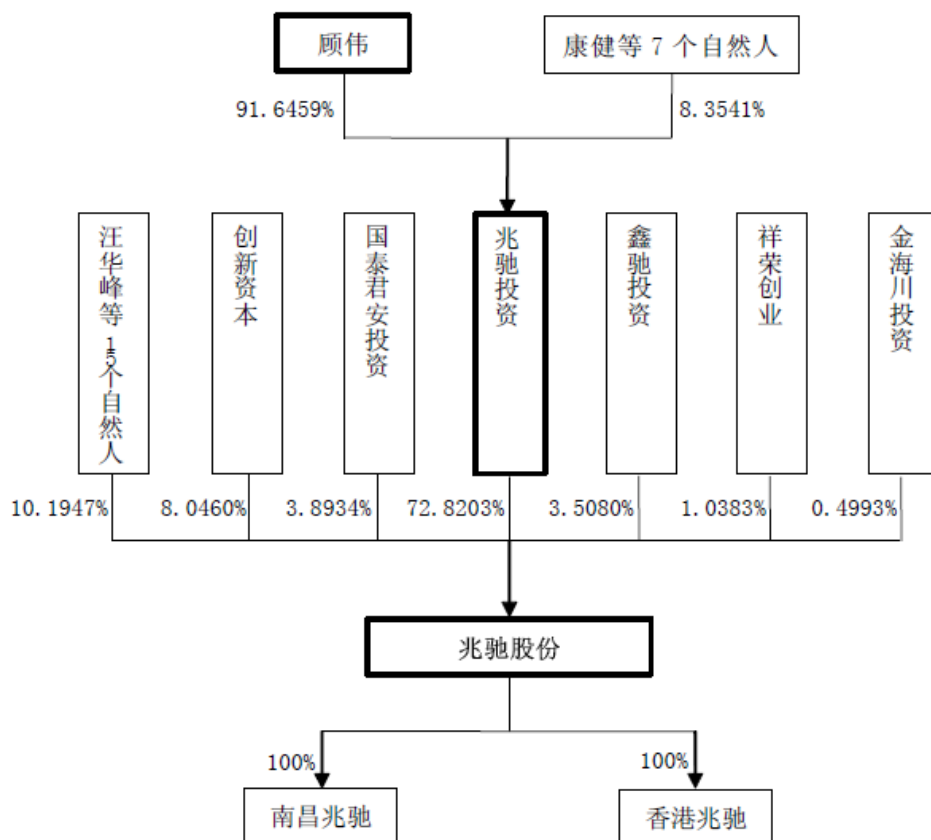 顾伟
康健等 7 个自然人
91.6459%
8.3541%
汪华峰等15个自然人
创新资本
国泰君安投资
兆驰投资
鑫驰投资
祥荣创业
金海川投资
10.1947%
8.0460%
3.8934%
72.8203%
3.5080%
1.0383%
0.4993%
兆驰股份
100%
100%
南昌兆驰
香港兆驰